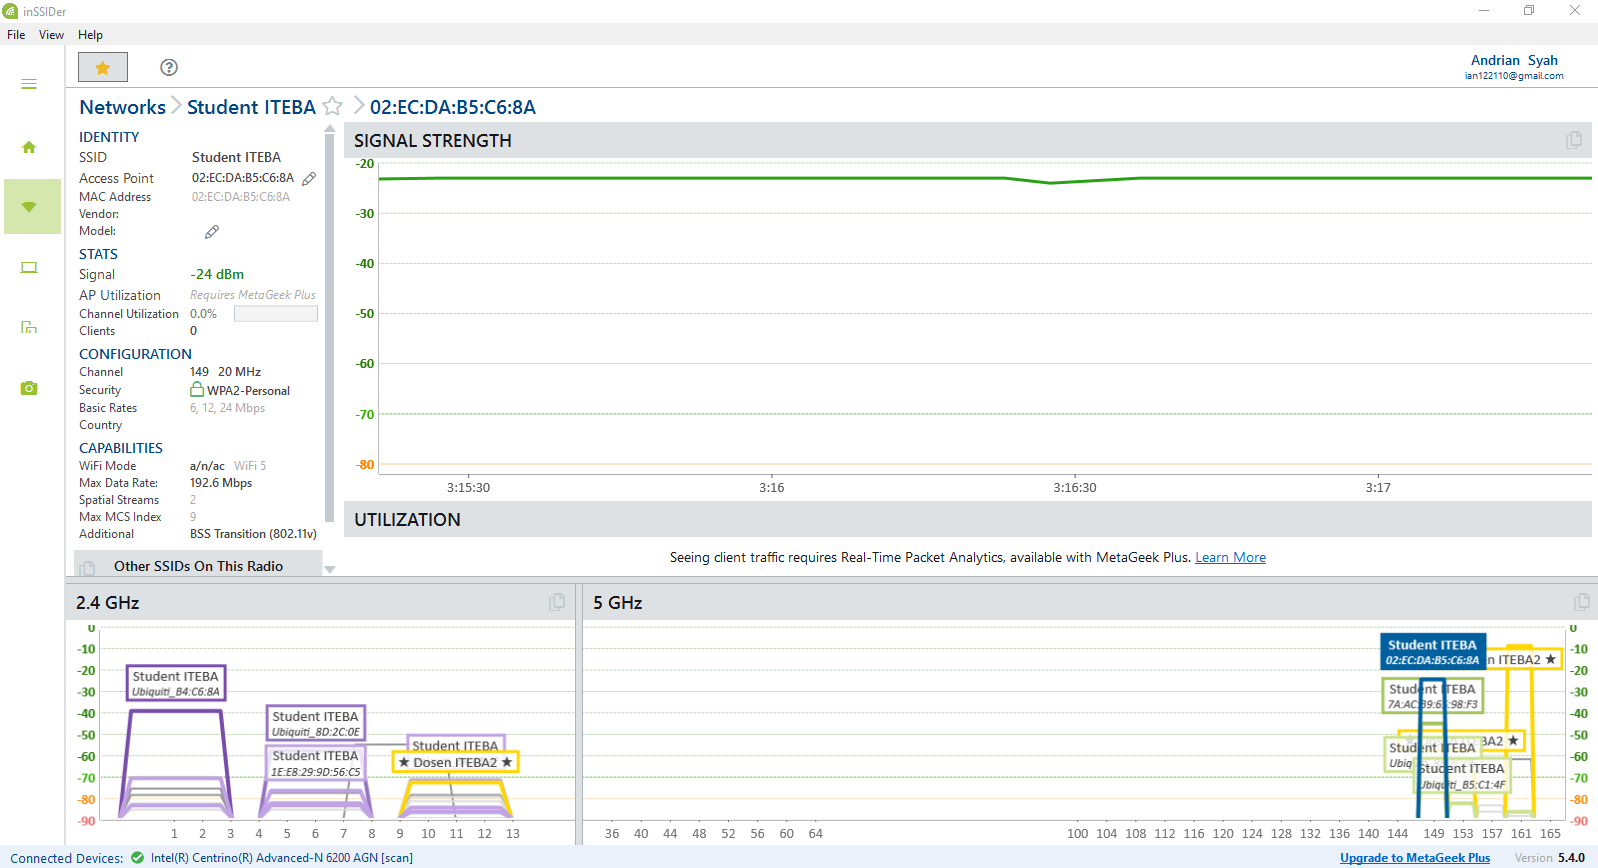 inSSIDer
File View Help
Andrian Syah
ian122110@gmail.com
Networks Student ITEBA 02:EC:DA:B5:C6:8A
IDENTITY
SSID Student ITEBA
Access Point 02:EC:DA:B5:C6:8A
MAC Address 02:EC:DA:B5:C6:8A
Vendor:
Model:
STATS
Signal -24 dBm
AP Utilization Requires MetaGeek Plus
Channel Utilization 0.0%
Clients 0
CONFIGURATION
Channel 149 20 MHz
Security WPA2-Personal
Basic Rates 6, 12, 24 Mbps
Country
CAPABILITIES
WiFi Mode a/n/ac WiFi 5
Max Data Rate: 192.6 Mbps
Spatial Streams 2
Max MCS Index 9
Additional BSS Transition (802.11v)
Other SSIDs On This Radio
SIGNAL STRENGTH
-20
-30
-40
-50
-60
-70
-80
3:15:30 3:16 3:16:30 3:17
UTILIZATION
Seeing client traffic requires Real-Time Packet Analytics, available with MetaGeek Plus. Learn More
2.4 GHz
0
-10
-20
-30
-40
-50
-60
-70
-80
-90
Student ITEBA
Ubiquiti_B4:C6:8A
Student ITEBA
Ubiquiti_8D:2C:0E
Student ITEBA
1E:E8:29:9D:56:C5
Student ITEBA
★ Dosen ITEBA2 ★
1 2 3 4 5 6 7 8 9 10 11 12 13
5 GHz
Student ITEBA
02:EC:DA:B5:C6:8A
n ITEBA2 ★
Student ITEBA
7A:AC:B9:65:98:F3
BA2 ★
Student ITEBA
Ubiq
Student ITEBA
Ubiquiti_B5:C1:4F
0
-10
-20
-30
-40
-50
-60
-70
-80
-90
36 40 44 48 52 56 60 64 100 104 108 112 116 120 124 128 132 136 140 144 149 153 157 161 165
Connected Devices: Intel(R) Centrino(R) Advanced-N 6200 AGN [scan]
Upgrade to MetaGeek Plus Version 5.4.0